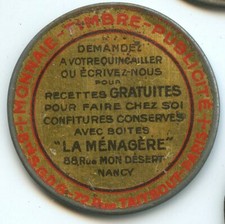 MONNAIE-TIMBRE-PUBLICITÉ
DEMANDEZ
A VOTRE QUINCAILLER
OU ÉCRIVEZ-NOUS
POUR
RECETTES GRATUITES
POUR FAIRE CHEZ SOI
CONFITURES CONSERVES
AVEC BOITES
"LA MÉNAGÈRE"
88 RUE MON DÉSERT
NANCY
PARIS